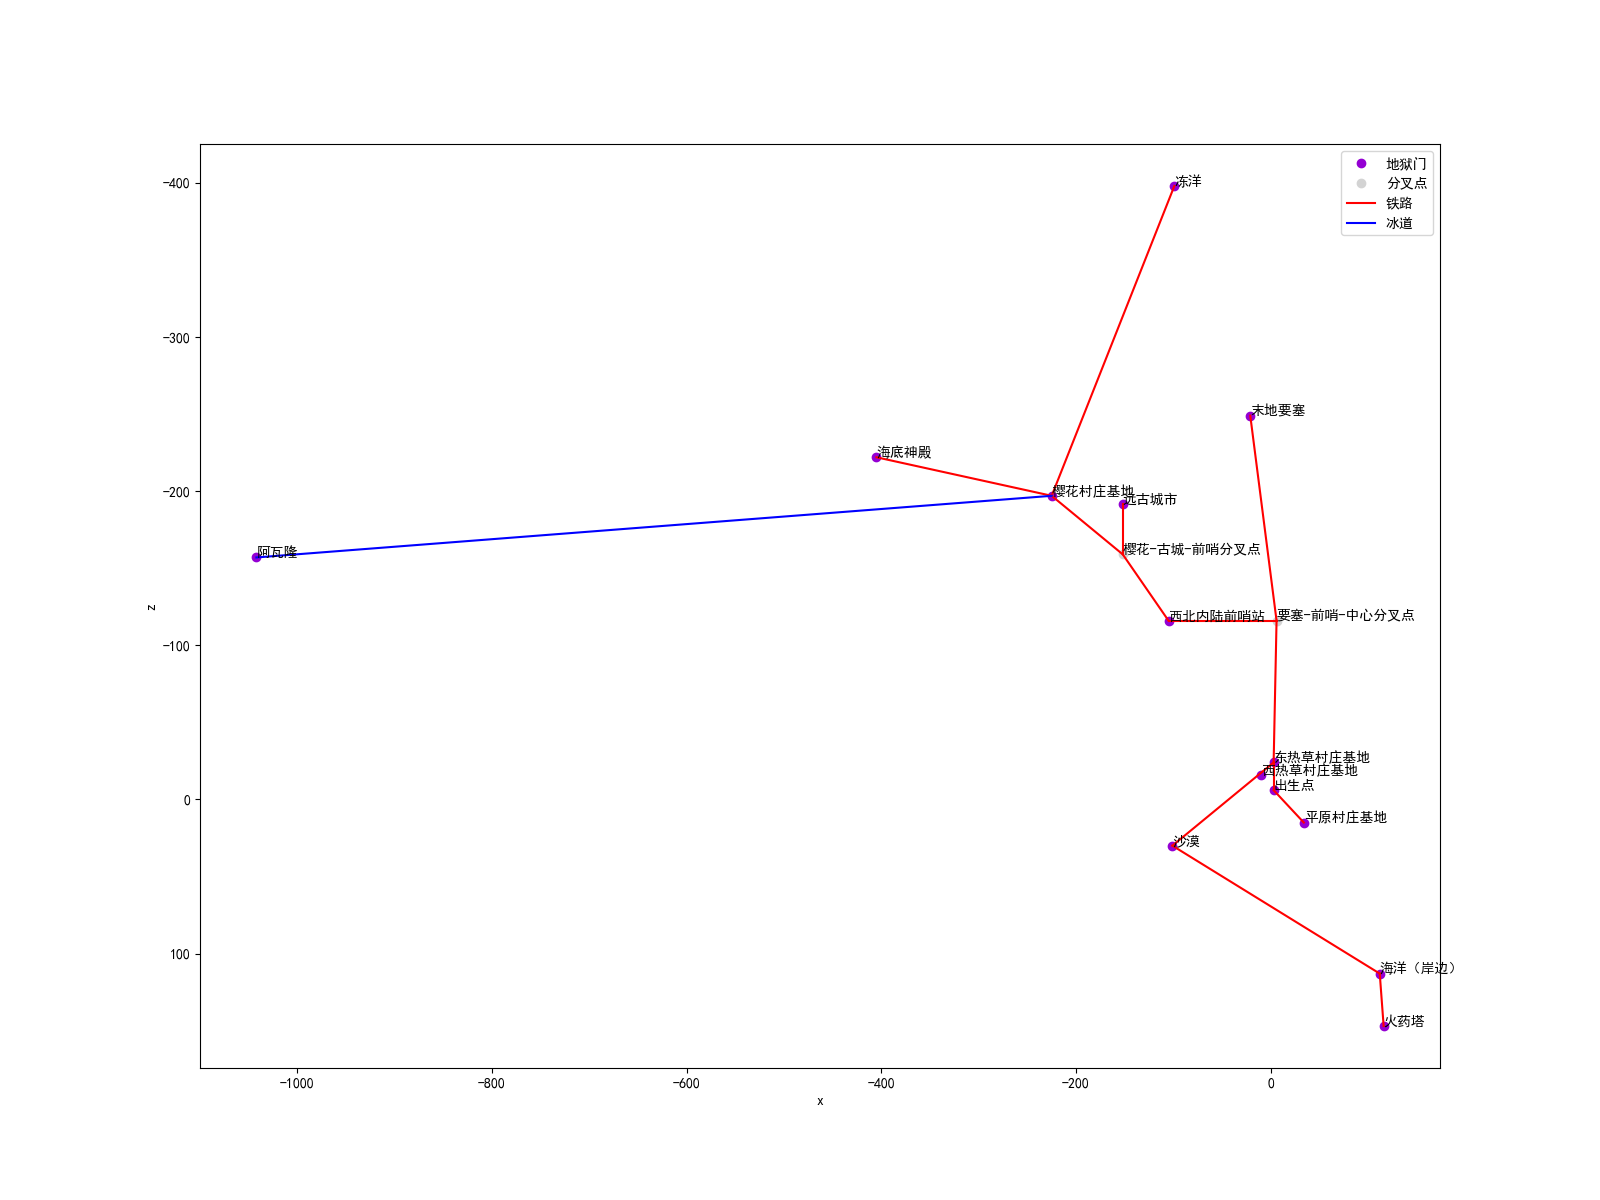 地狱门
分叉点
铁路
冰道
冻洋
末地要塞
海底神殿
樱花村庄基地
远古城市
阿瓦隆
樱花-古城-前哨分叉点
西北内陆前哨站
要塞-前哨-中心分叉点
东热草村庄基地
西热草村庄基地
出生点
平原村庄基地
沙漠
海洋（岸边）
火药塔
−400
−300
−200
−100
0
100
z
−1000
−800
−600
−400
−200
0
x